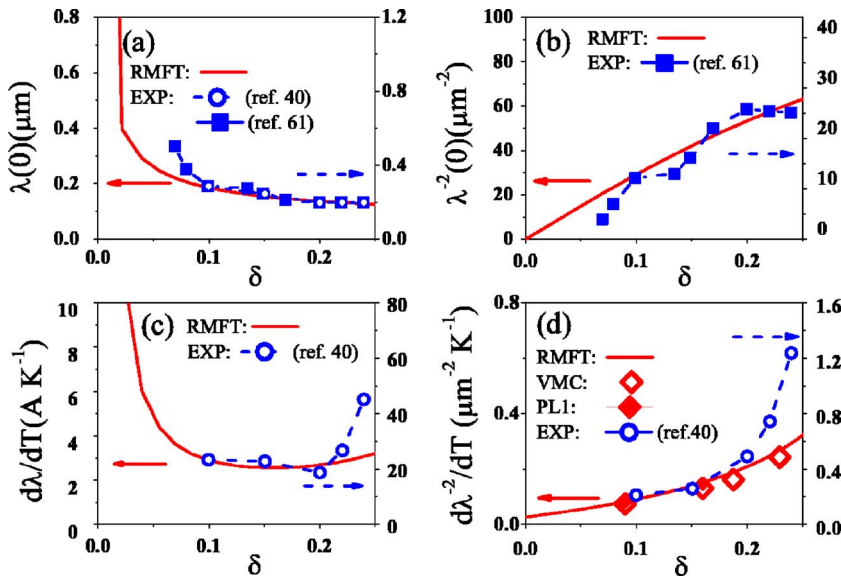 (a)
RMFT:
EXP: (ref. 40)
(ref. 61)
λ(0)(μm)
0.8
0.6
0.4
0.2
0.0
1.2
0.8
0.4
0.2
0.0
0.0 0.1 0.2
δ
(b)
RMFT:
EXP: (ref. 61)
λ⁻²(0)(μm⁻²)
100
80
60
40
20
0
40
30
20
10
0
0.0 0.1 0.2
δ
(c)
RMFT:
EXP: (ref. 40)
dλ/dT(A K⁻¹)
10
8
6
4
2
0
80
60
40
20
0
0.0 0.1 0.2
δ
(d)
RMFT:
VMC:
PL1:
EXP: (ref.40)
dλ⁻²/dT (μm⁻² K⁻¹)
0.8
0.4
0.0
1.6
1.2
0.8
0.4
0.0
0.0 0.1 0.2
δ